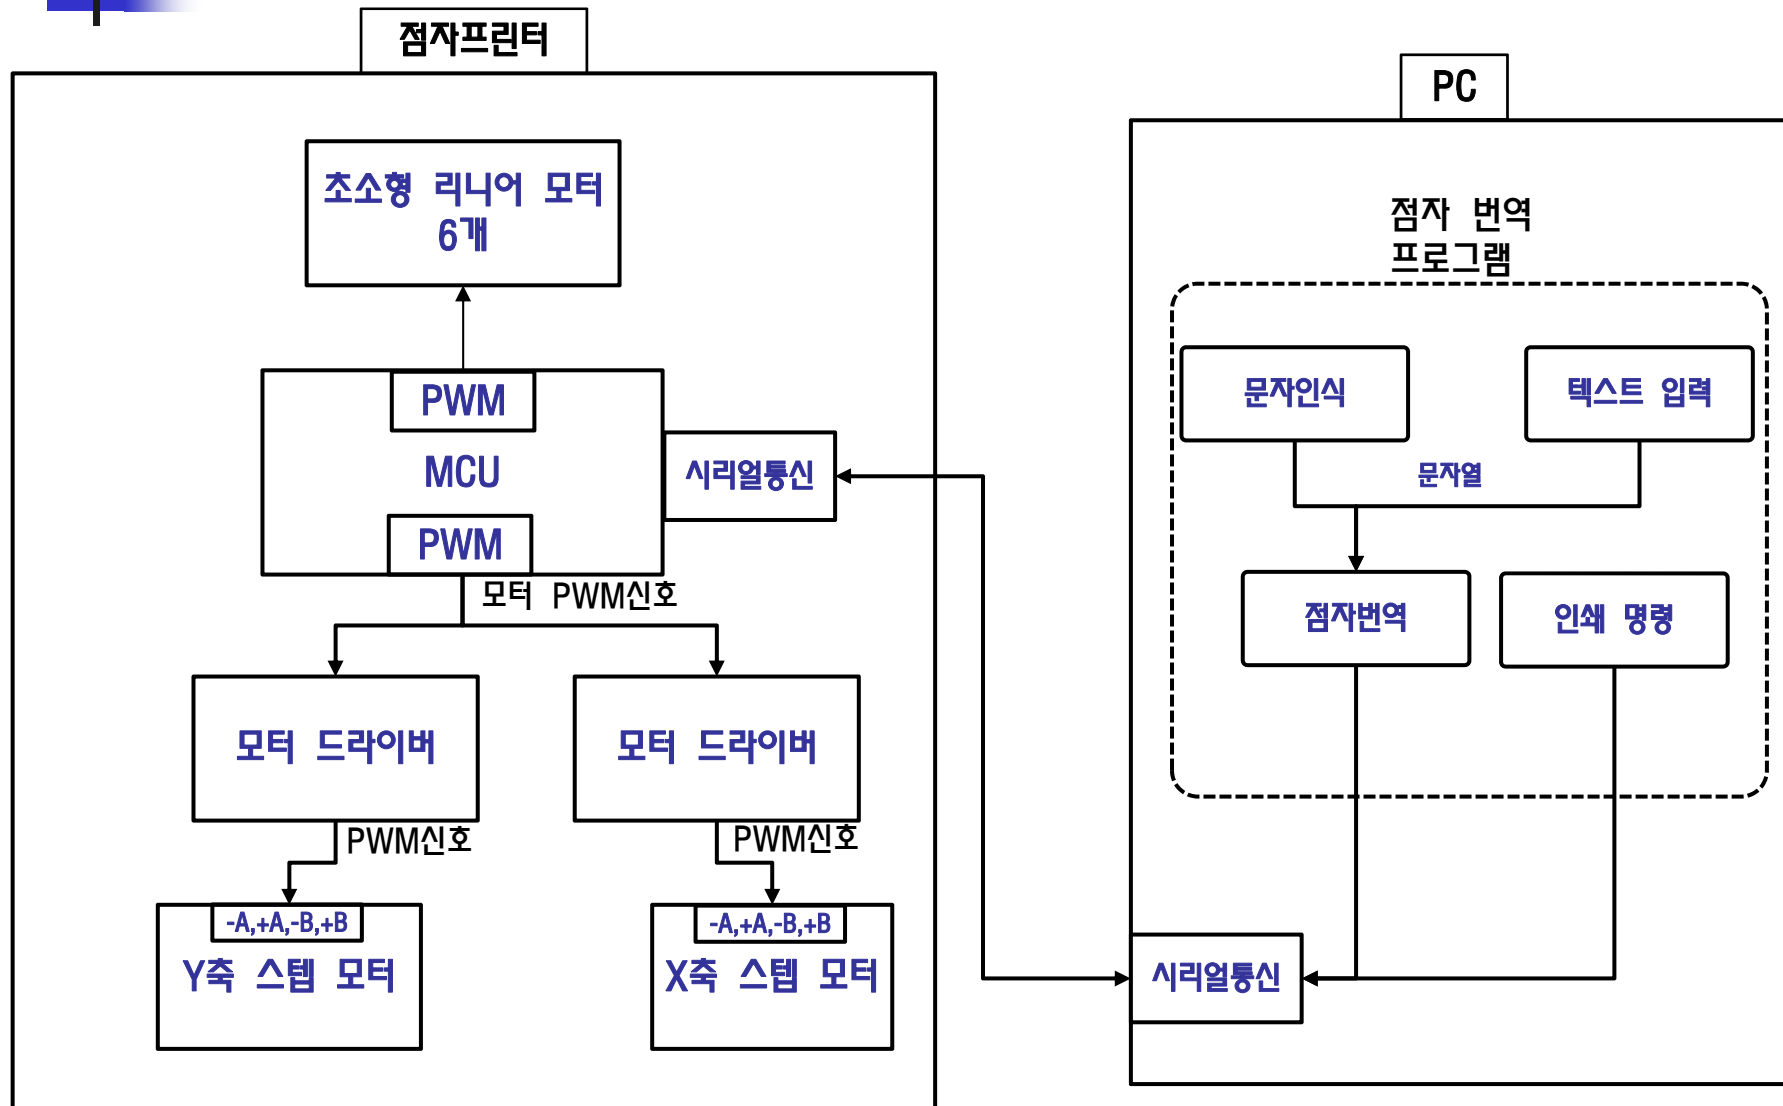 점자프린터
초소형 리니어 모터
6개
PWM
MCU
시리얼통신
PWM
모터 PWM신호
모터 드라이버
모터 드라이버
PWM신호
PWM신호
-A,+A,-B,+B
Y축 스텝 모터
-A,+A,-B,+B
X축 스텝 모터
PC
점자 번역
프로그램
문자인식
텍스트 입력
문자열
점자번역
인쇄 명령
시리얼통신